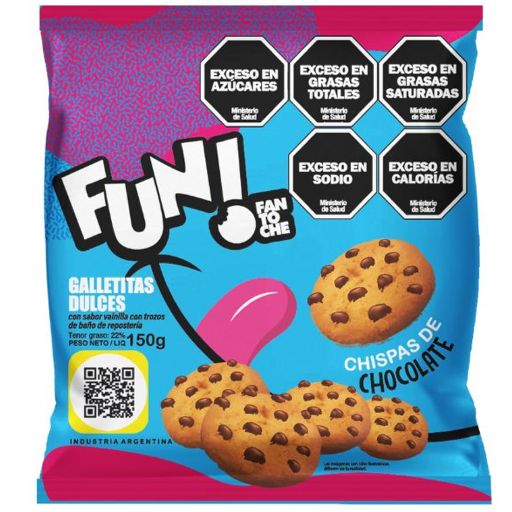 EXCESO EN
AZÚCARES
Ministerio
de Salud
EXCESO EN
GRASAS
TOTALES
Ministerio
de Salud
EXCESO EN
GRASAS
SATURADAS
Ministerio
de Salud
EXCESO EN
SODIO
Ministerio
de Salud
EXCESO EN
CALORÍAS
Ministerio
de Salud
FUN!
FAN
TO
CHE
GALLETITAS
DULCES
con sabor vainilla con trozos
de baño de repostería
Tenor graso: 22%
PESO NETO / LIQ 150g
CHISPAS DE
CHOCOLATE
INDUSTRIA ARGENTINA